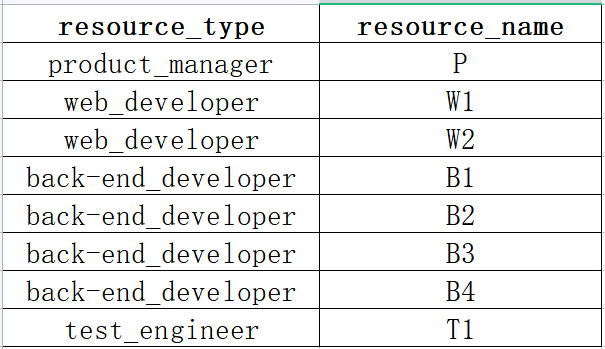 resource_type resource_name
product_manager P
web_developer W1
web_developer W2
back-end_developer B1
back-end_developer B2
back-end_developer B3
back-end_developer B4
test_engineer T1